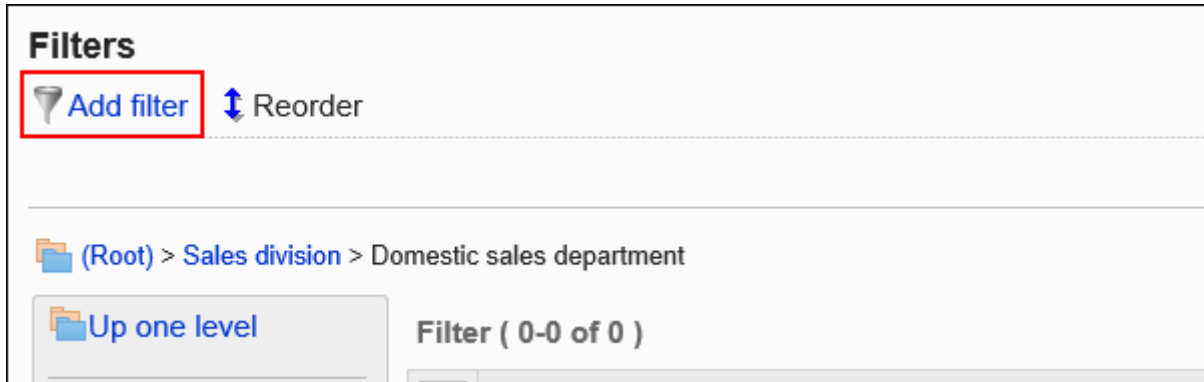 Filters
Add filter Reorder
(Root) > Sales division > Domestic sales department
Up one level
Filter ( 0-0 of 0 )